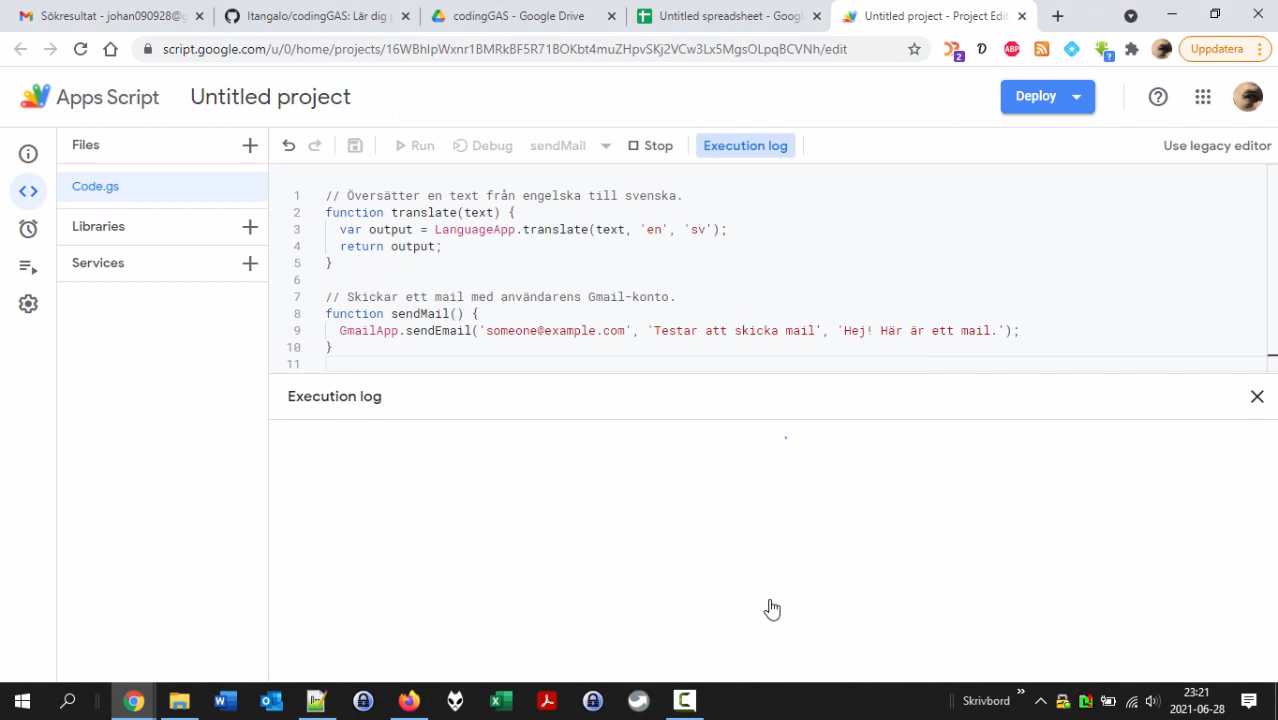 Sökresultat - johan090928@g
Itangalo/codingGAS: Lär dig
codingGAS - Google Drive
Untitled spreadsheet - Googl
Untitled project - Project Edit
script.google.com/u/0/home/projects/16WBhlpWxnr1BMRkBF5R71BOKbt4muZHpvSKj2VCw3Lx5MgsOLpqBCVNh/edit
2
ABP
?
Uppdatera
Apps Script
Untitled project
Deploy
Files
Run
Debug
sendMail
Stop
Execution log
Use legacy editor
Code.gs
Libraries
Services
1 // Översätter en text från engelska till svenska.
2 function translate(text) {
3 var output = LanguageApp.translate(text, 'en', 'sv');
4 return output;
5 }
6
7 // Skickar ett mail med användarens Gmail-konto.
8 function sendMail() {
9 GmailApp.sendEmail('someone@example.com', 'Testar att skicka mail', 'Hej! Här är ett mail.');
10 }
11
Execution log
Skrivbord
23:21
2021-06-28